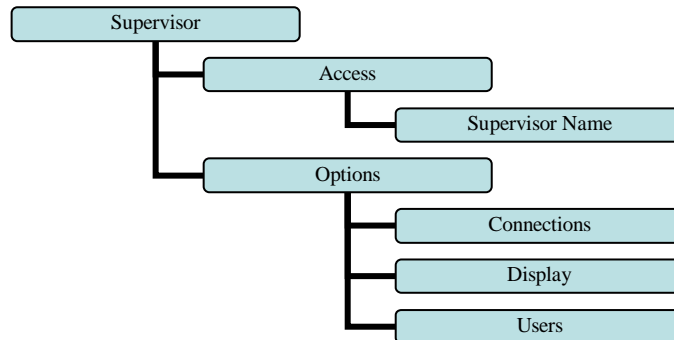 Supervisor
Access
Supervisor Name
Options
Connections
Display
Users